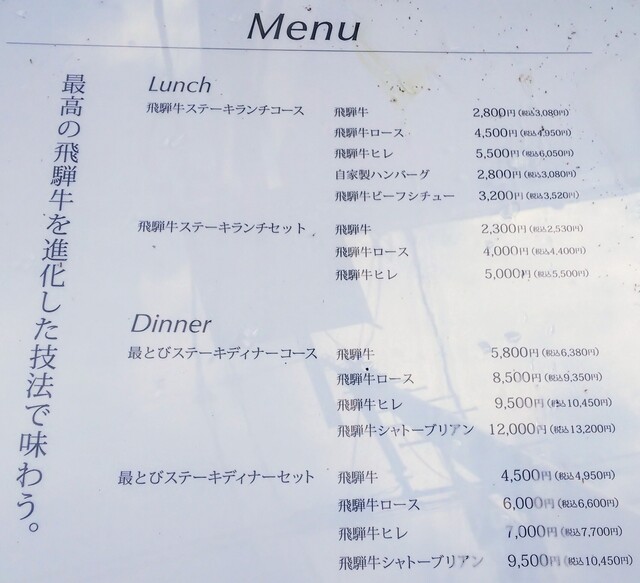 Menu
最高の飛騨牛を進化した技法で味わう。
Lunch
飛騨牛ステーキランチコース 飛騨牛 2,800円(税込3,080円)
飛騨牛ロース 4,500円(税込4,950円)
飛騨牛ヒレ 5,500円(税込6,050円)
自家製ハンバーグ 2,800円(税込3,080円)
飛騨牛ビーフシチュー 3,200円(税込3,520円)
飛騨牛ステーキランチセット 飛騨牛 2,300円(税込2,530円)
飛騨牛ロース 4,000円(税込4,400円)
飛騨牛ヒレ 5,000円(税込5,500円)
Dinner
最とびステーキディナーコース 飛騨牛 5,800円(税込6,380円)
飛騨牛ロース 8,500円(税込9,350円)
飛騨牛ヒレ 9,500円(税込10,450円)
飛騨牛シャトーブリアン 12,000円(税込13,200円)
最とびステーキディナーセット 飛騨牛 4,500円(税込4,950円)
飛騨牛ロース 6,000円(税込6,600円)
飛騨牛ヒレ 7,000円(税込7,700円)
飛騨牛シャトーブリアン 9,500円(税込10,450円)